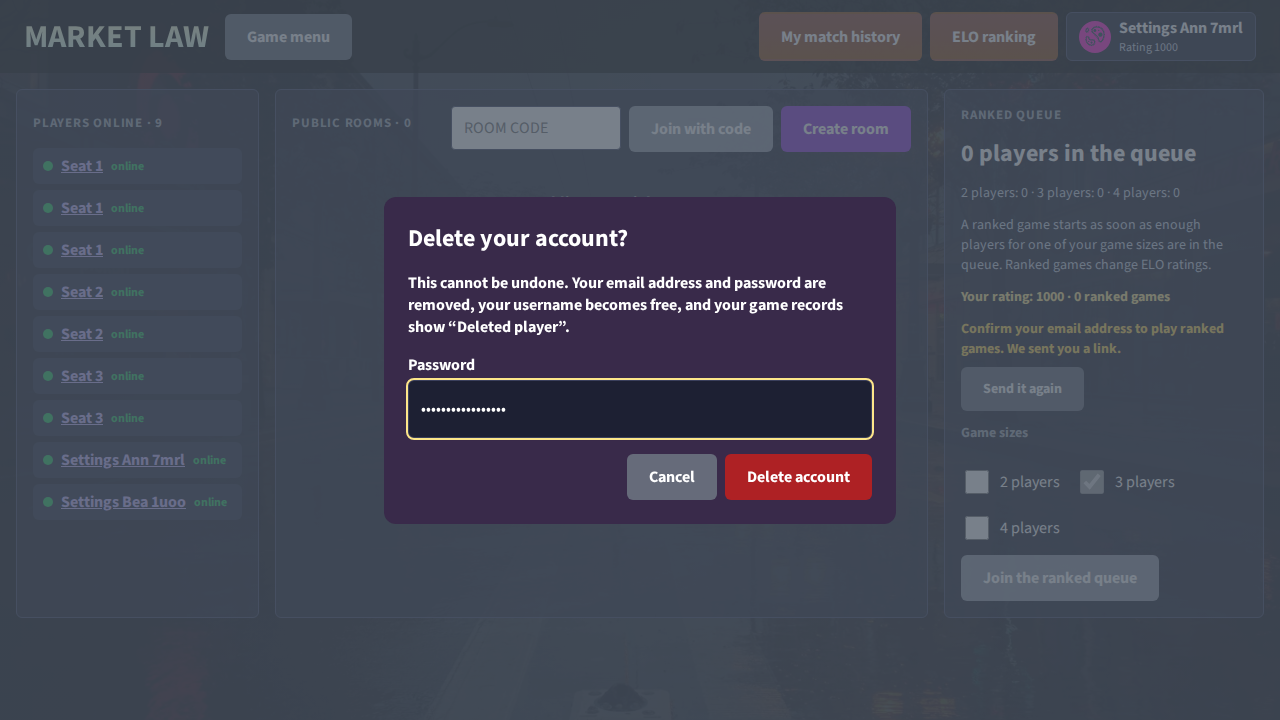 MARKET LAW
Game menu
My match history
ELO ranking
Settings Ann 7mrl
Rating 1000
PLAYERS ONLINE · 9
Seat 1 online
Seat 1 online
Seat 1 online
Seat 2 online
Seat 2 online
Seat 3 online
Seat 3 online
Settings Ann 7mrl online
Settings Bea 1uoo online
PUBLIC ROOMS · 0
ROOM CODE
Join with code
Create room
Delete your account?
This cannot be undone. Your email address and password are
removed, your username becomes free, and your game records
show “Deleted player”.
Password
•••••••••••••••••
Cancel
Delete account
RANKED QUEUE
0 players in the queue
2 players: 0 · 3 players: 0 · 4 players: 0
A ranked game starts as soon as enough
players for one of your game sizes are in the
queue. Ranked games change ELO ratings.
Your rating: 1000 · 0 ranked games
Confirm your email address to play ranked
games. We sent you a link.
Send it again
Game sizes
2 players
3 players
4 players
Join the ranked queue